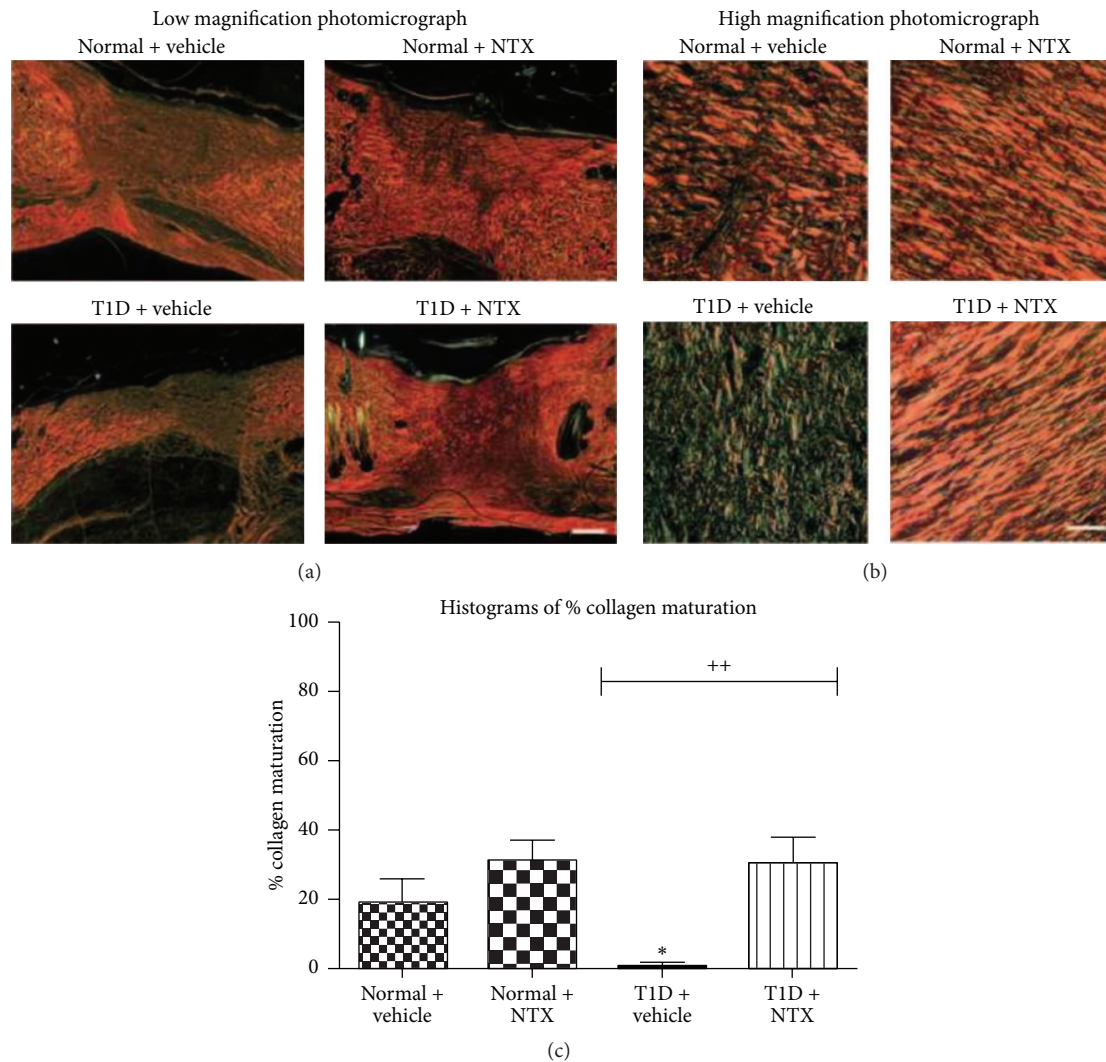 Low magnification photomicrograph
High magnification photomicrograph
Normal + vehicle
Normal + NTX
Normal + vehicle
Normal + NTX
T1D + vehicle
T1D + NTX
T1D + vehicle
T1D + NTX
(a)
(b)
Histograms of % collagen maturation
% collagen maturation
100
80
60
40
20
0
++
*
Normal +
vehicle
Normal +
NTX
T1D +
vehicle
T1D +
NTX
(c)